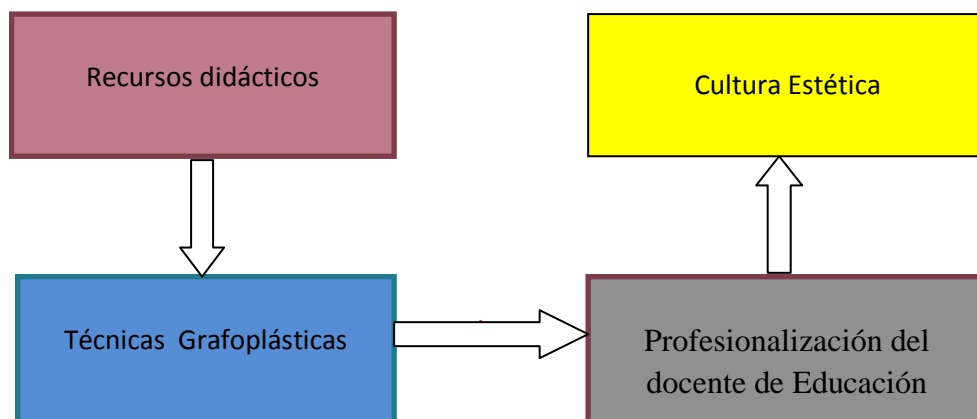 Recursos didácticos
Cultura Estética
Técnicas  Grafoplásticas
Profesionalización del
docente de Educación